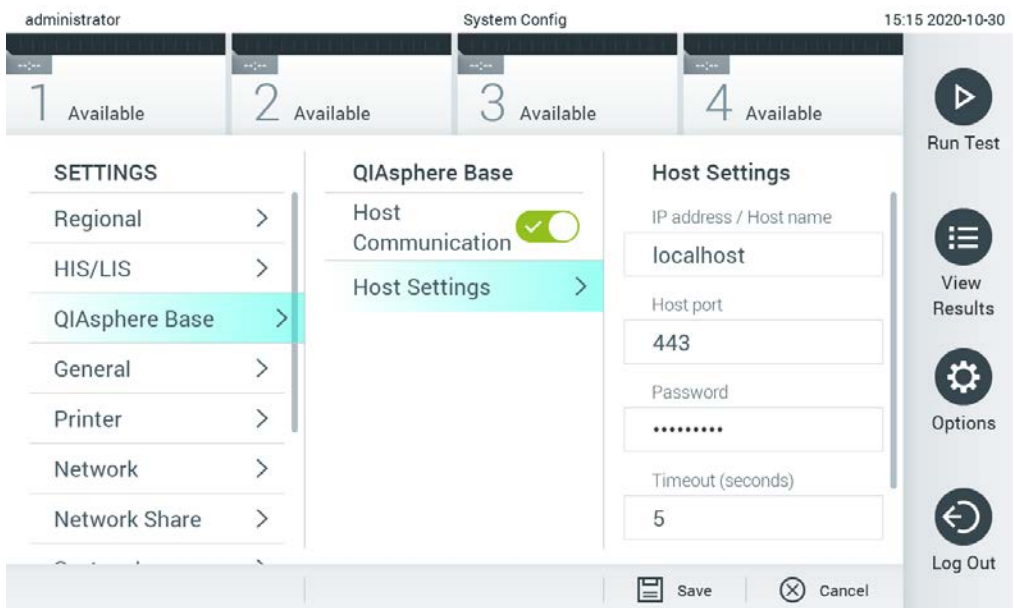 administrator
System Config
15:15 2020-10-30
--:--
1 Available
--:--
2 Available
--:--
3 Available
--:--
4 Available
SETTINGS
Regional
HIS/LIS
QIAsphere Base
General
Printer
Network
Network Share
QIAsphere Base
Host
Communication
Host Settings
Host Settings
IP address / Host name
localhost
Host port
443
Password
•••••••••
Timeout (seconds)
5
Run Test
View
Results
Options
Log Out
Save
Cancel